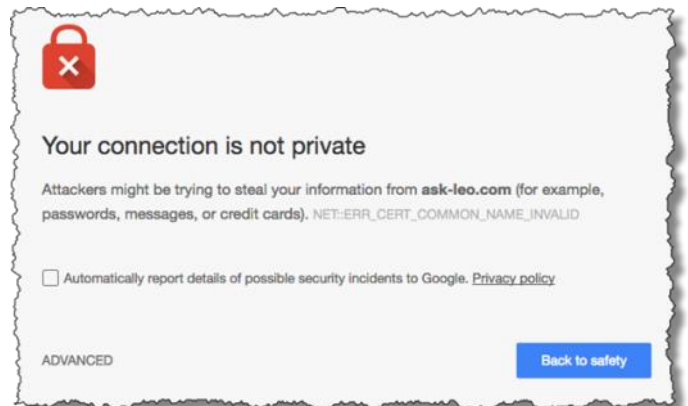 Your connection is not private
Attackers might be trying to steal your information from ask-leo.com (for example,
passwords, messages, or credit cards). NET::ERR_CERT_COMMON_NAME_INVALID
Automatically report details of possible security incidents to Google. Privacy policy
ADVANCED
Back to safety